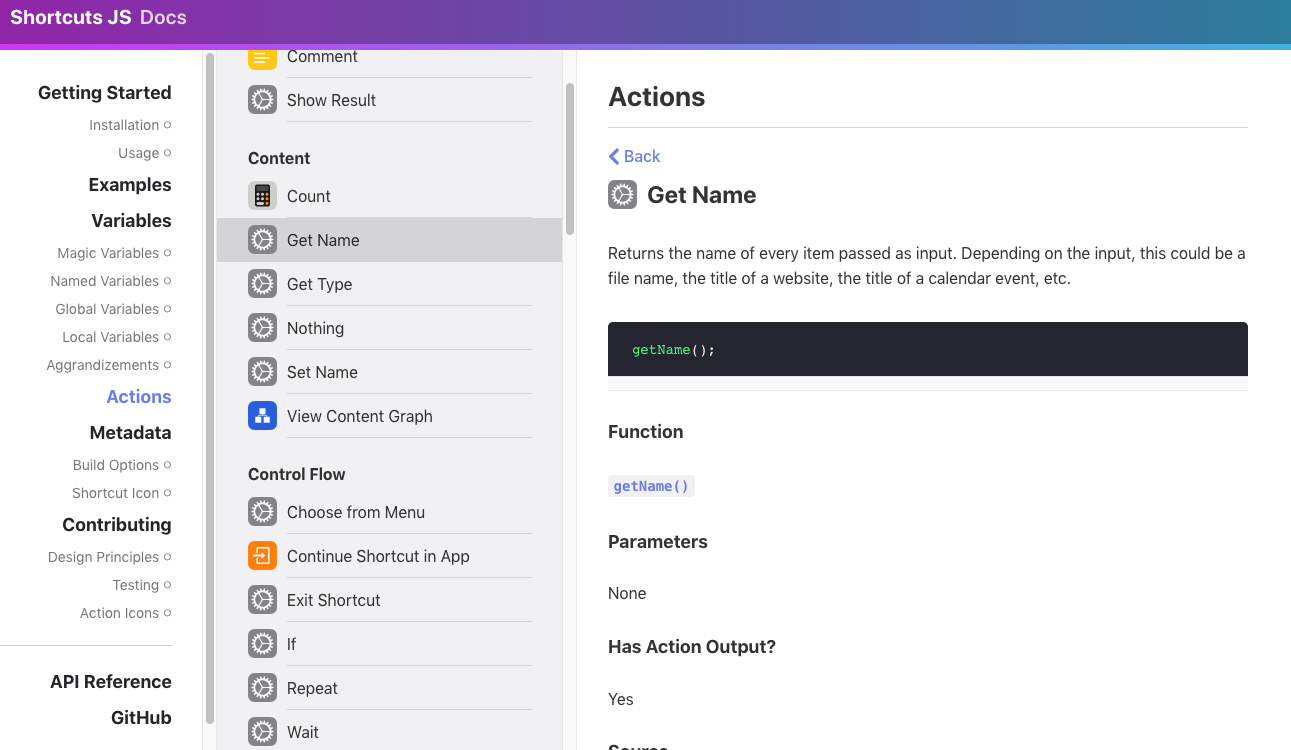 Shortcuts JS Docs
Getting Started
Installation
Usage
Examples
Variables
Magic Variables
Named Variables
Global Variables
Local Variables
Aggrandizements
Actions
Metadata
Build Options
Shortcut Icon
Contributing
Design Principles
Testing
Action Icons
API Reference
GitHub
Comment
Show Result
Content
Count
Get Name
Get Type
Nothing
Set Name
View Content Graph
Control Flow
Choose from Menu
Continue Shortcut in App
Exit Shortcut
If
Repeat
Wait
Actions
Back
Get Name
Returns the name of every item passed as input. Depending on the input, this could be a
file name, the title of a website, the title of a calendar event, etc.
getName();
Function
getName()
Parameters
None
Has Action Output?
Yes
Source